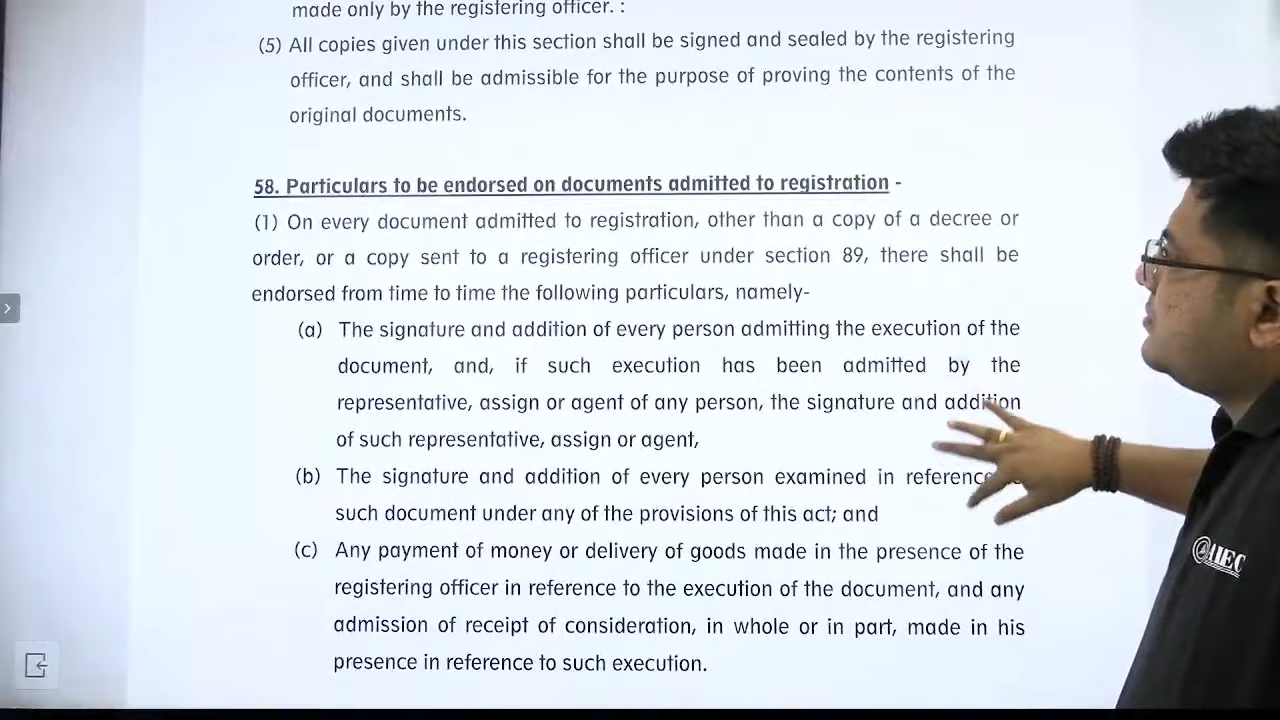 made only by the registering officer. :
(5) All copies given under this section shall be signed and sealed by the registering
officer, and shall be admissible for the purpose of proving the contents of the
original documents.
58. Particulars to be endorsed on documents admitted to registration -
(1) On every document admitted to registration, other than a copy of a decree or
order, or a copy sent to a registering officer under section 89, there shall be
endorsed from time to time the following particulars, namely-
(a) The signature and addition of every person admitting the execution of the
document, and, if such execution has been admitted by the
representative, assign or agent of any person, the signature and addition
of such representative, assign or agent,
(b) The signature and addition of every person examined in reference
such document under any of the provisions of this act; and
(c) Any payment of money or delivery of goods made in the presence of the
registering officer in reference to the execution of the document, and any
admission of receipt of consideration, in whole or in part, made in his
presence in reference to such execution.
AIEC